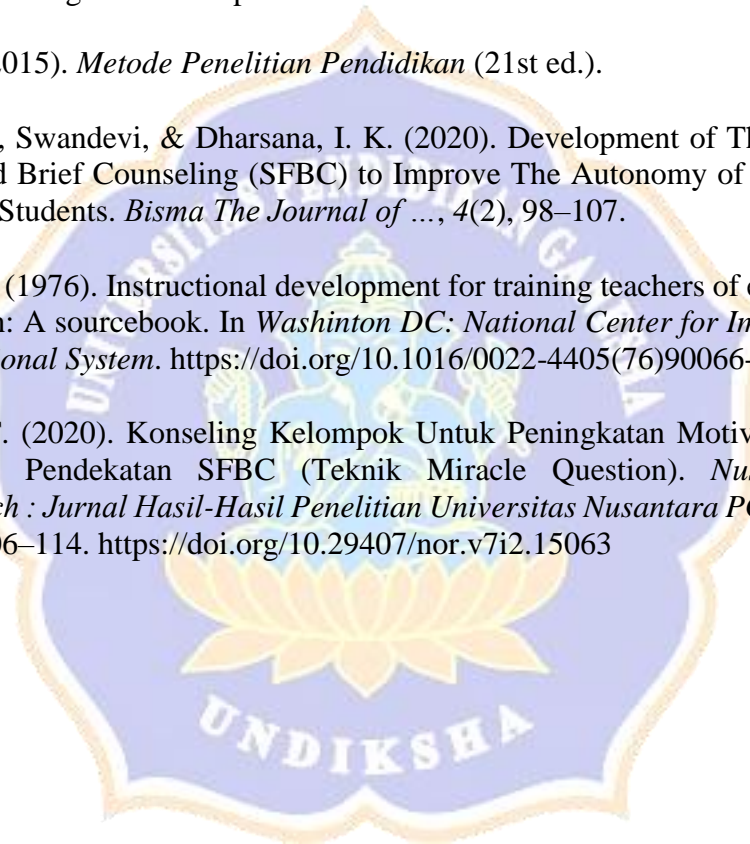 2015). Metode Penelitian Pendidikan (21st ed.).
, Swandevi, & Dharsana, I. K. (2020). Development of Th
d Brief Counseling (SFBC) to Improve The Autonomy of
Students. Bisma The Journal of …, 4(2), 98–107.
(1976). Instructional development for training teachers of
n: A sourcebook. In Washinton DC: National Center for In
onal System. https://doi.org/10.1016/0022-4405(76)90066-
. (2020). Konseling Kelompok Untuk Peningkatan Motiv
Pendekatan SFBC (Teknik Miracle Question). Nu
eh : Jurnal Hasil-Hasil Penelitian Universitas Nusantara P
06–114. https://doi.org/10.29407/nor.v7i2.15063
UNIVERSITAS PENDIDIKAN GANESHA
UNDIKSHA